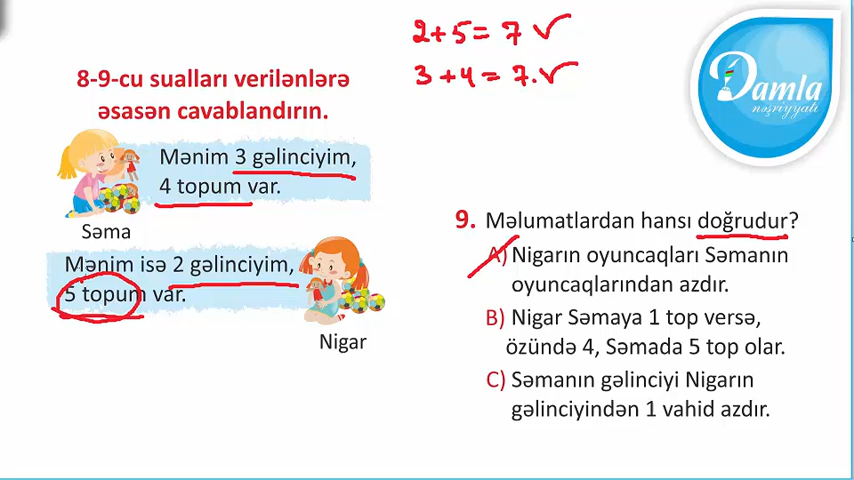 2+5=7 ✓
3+4=7. ✓
Damla
nəşriyyatı
8-9-cu sualları verilənlərə
əsasən cavablandırın.
Mənim 3 gəlinciyim,
4 topum var.
Səma
Mənim isə 2 gəlinciyim,
5 topum var.
Nigar
9. Məlumatlardan hansı doğrudur?
A) Nigarın oyuncaqları Səmanın
oyuncaqlarından azdır.
B) Nigar Səmaya 1 top versə,
özündə 4, Səmada 5 top olar.
C) Səmanın gəlinciyi Nigarın
gəlinciyindən 1 vahid azdır.